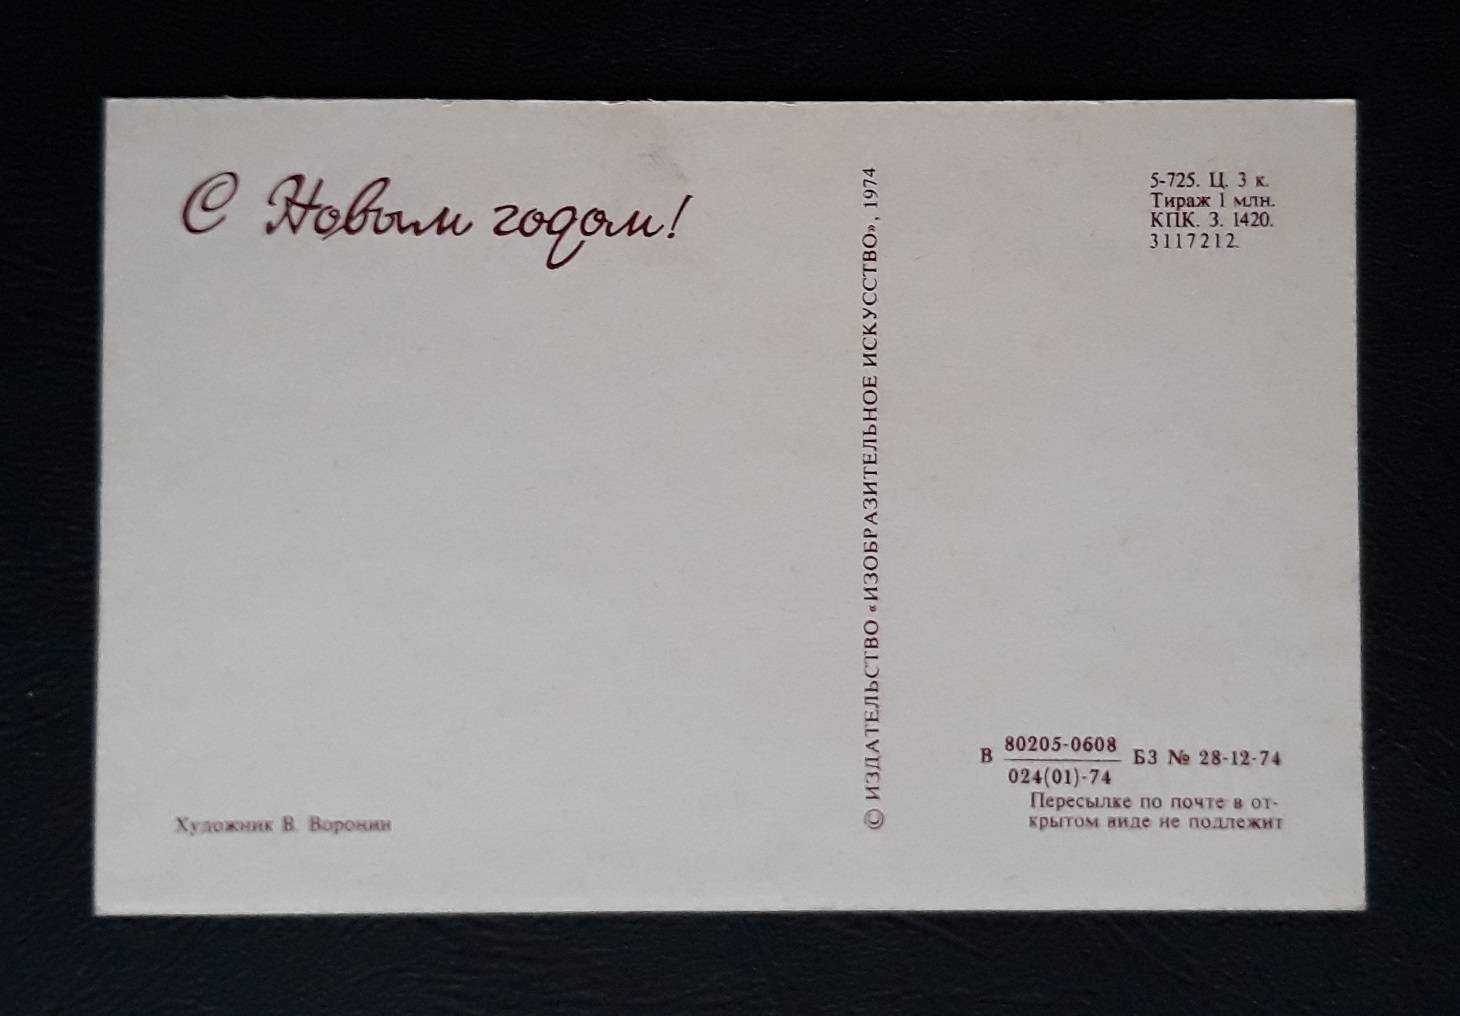 С Новым годом!
Художник В. Воронин
© ИЗДАТЕЛЬСТВО «ИЗОБРАЗИТЕЛЬНОЕ ИСКУССТВО», 1974
5-725. Ц. 3 к.
Тираж 1 млн.
КПК. З. 1420.
3117212.
В 80205-0608 БЗ № 28-12-74
024(01)-74
Пересылке по почте в от-
крытом виде не подлежит